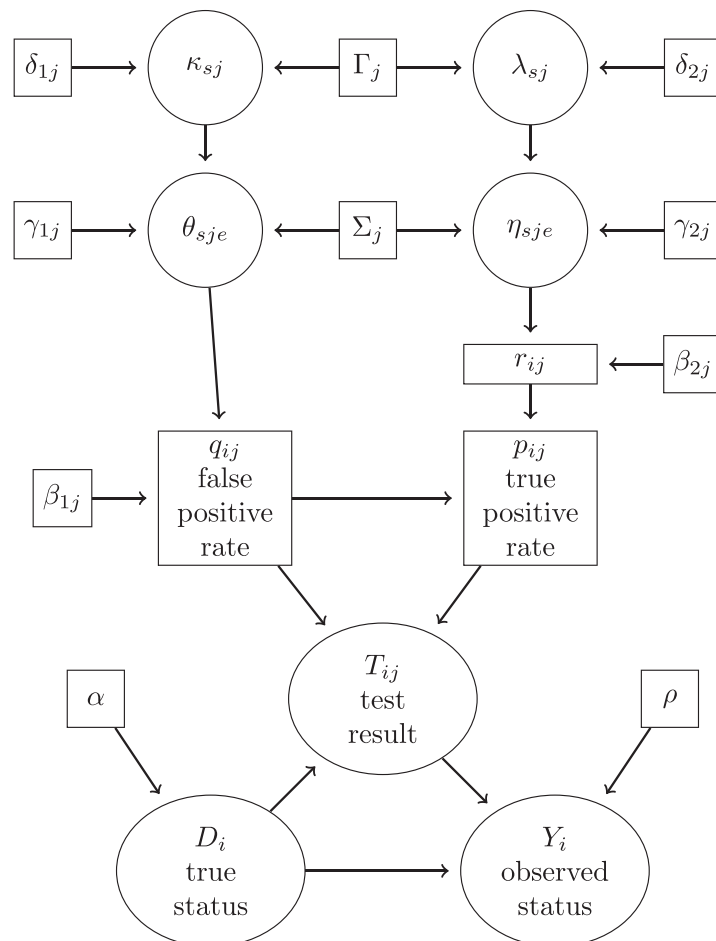 δ₁ⱼ
κₛⱼ
Γⱼ
λₛⱼ
δ₂ⱼ
γ₁ⱼ
θₛⱼₑ
Σⱼ
ηₛⱼₑ
γ₂ⱼ
rᵢⱼ
β₂ⱼ
β₁ⱼ
qᵢⱼ
false
positive
rate
pᵢⱼ
true
positive
rate
Tᵢⱼ
test
result
α
ρ
Dᵢ
true
status
Yᵢ
observed
status